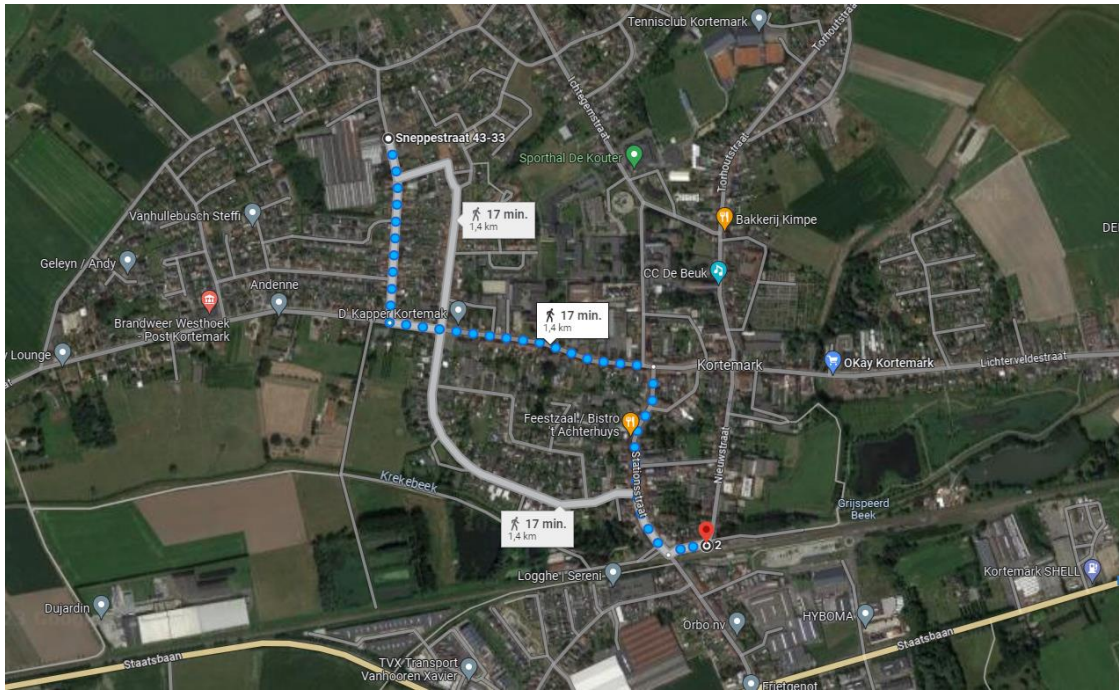 Tennisclub Kortemark
Torhoutstraat
Ichtegemstraat
Sneppestraat 43-33
Sporthal De Kouter
Torhoutstraat
Vanhullebusch Steffi
17 min.
1,4 km
Bakkerij Kimpe
Geleyn / Andy
CC De Beuk
Andenne
Brandweer Westhoek
- Post Kortemark
D' Kapper Kortemak
17 min.
1,4 km
y Lounge
Kortemark
OKay Kortemark
Lichterveldestraat
Feestzaal / Bistro
't Achterhuys
Stationsstraat
Nieuwstraat
Krekebeek
Grijspeerd
Beek
17 min.
1,4 km
2
Logghe | Sereni
Kortemark SHELL
Dujardin
Orbo nv
HYBOMA
Staatsbaan
Staatsbaan
TVX Transport
Vanhooren Xavier
Frietgenot